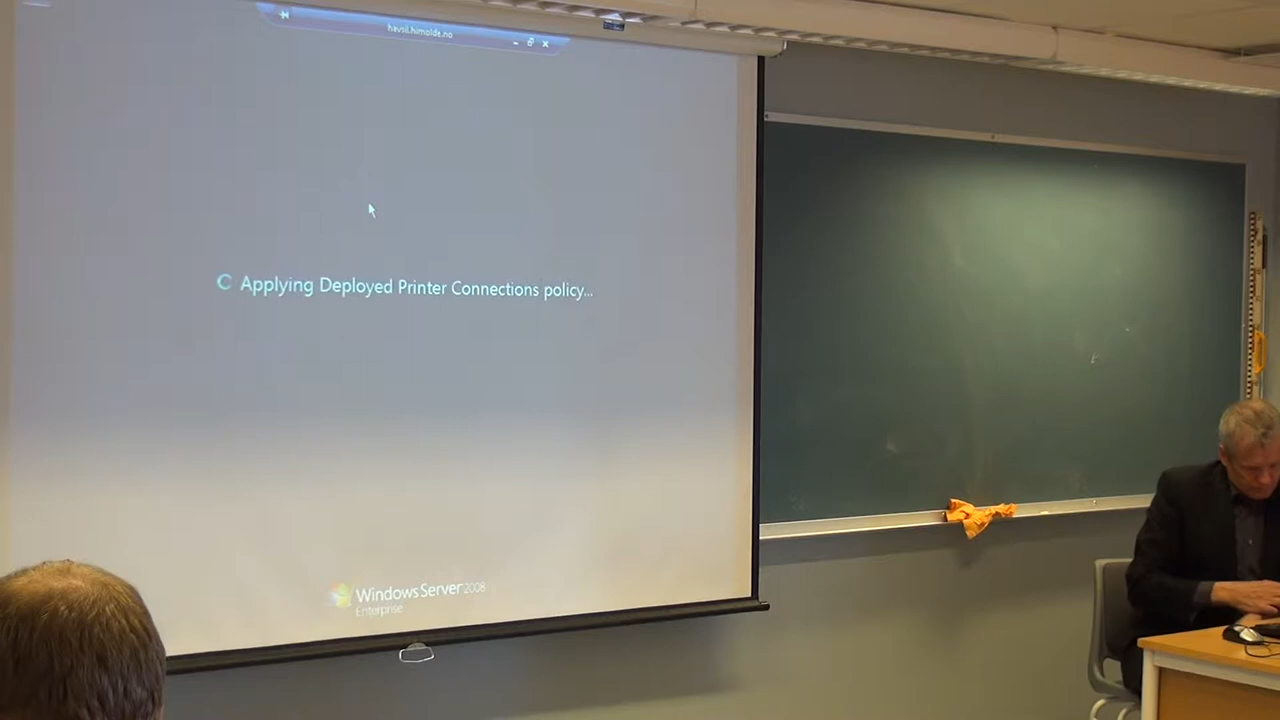 havsil.himolde.no
Applying Deployed Printer Connections policy...
Windows Server 2008
Enterprise